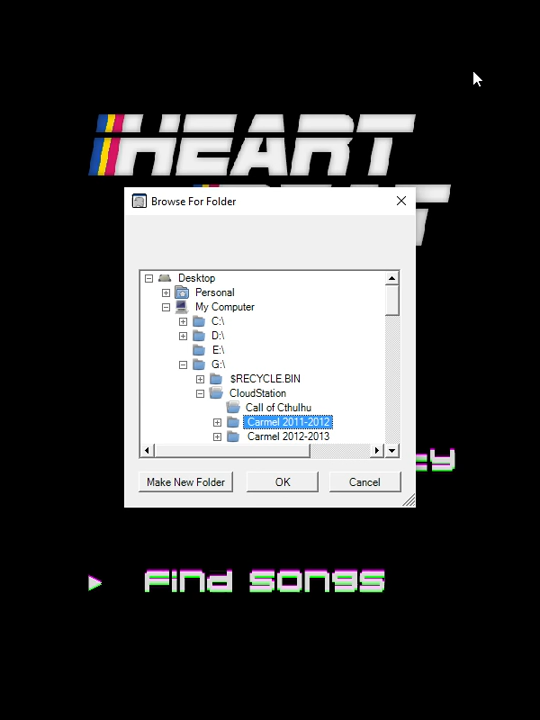 HEART
Browse For Folder
Desktop
Personal
My Computer
C:\
D:\
E:\
G:\
$RECYCLE.BIN
CloudStation
Call of Cthulhu
Carmel 2011-2012
Carmel 2012-2013
Make New Folder
OK
Cancel
Find Songs